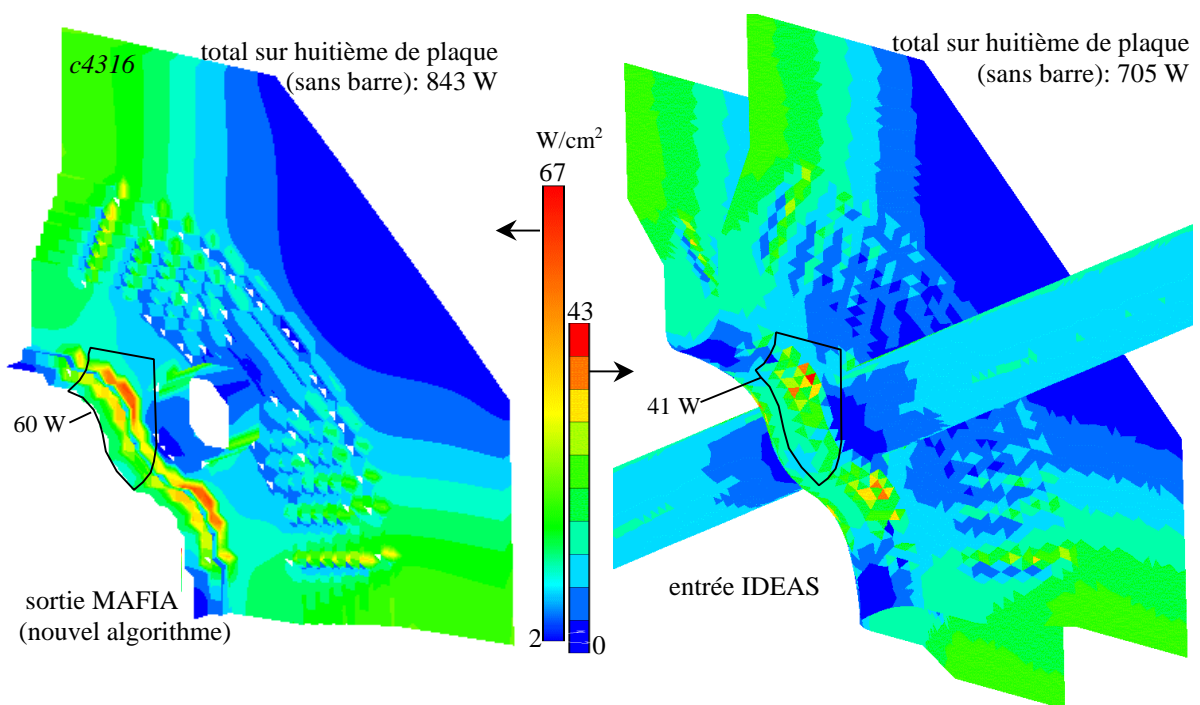 c4316
total sur huitième de plaque
(sans barre): 843 W
total sur huitième de plaque
(sans barre): 705 W
W/cm²
67
43
60 W
41 W
sortie MAFIA
(nouvel algorithme)
entrée IDEAS
2
0